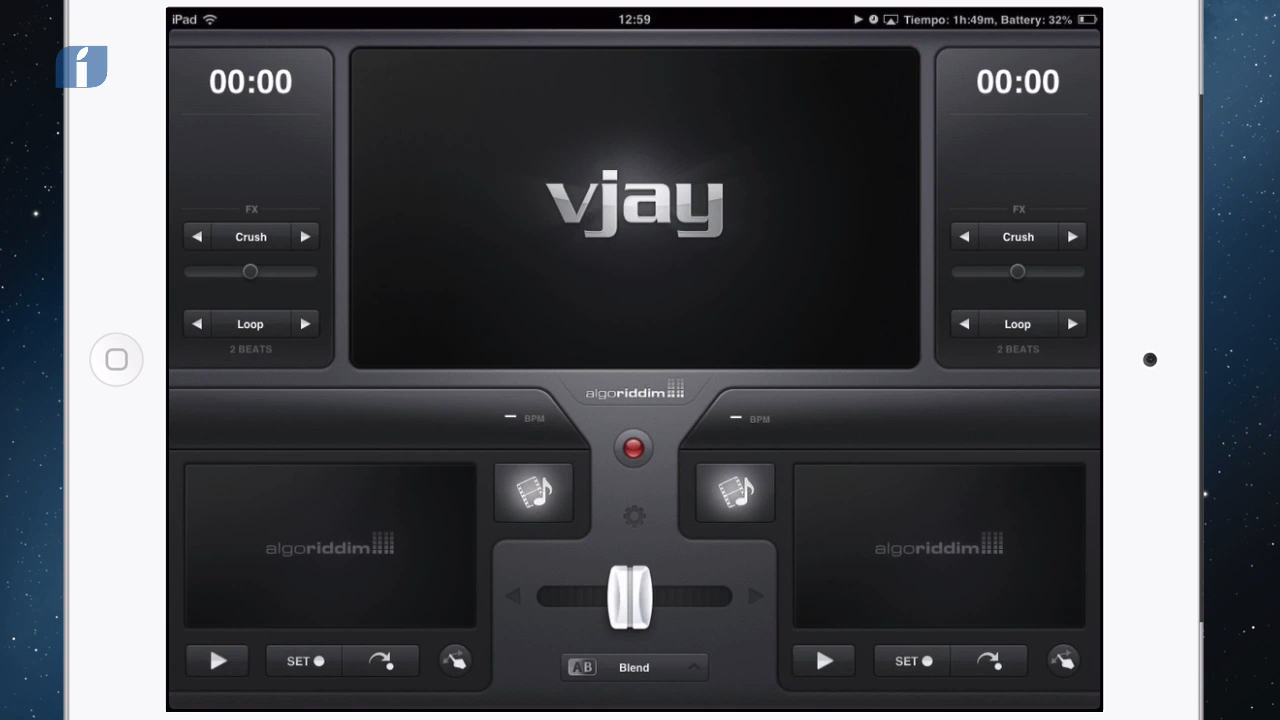 iPad
12:59
Tiempo: 1h:49m, Battery: 32%
00:00
00:00
vjay
FX
FX
Crush
Crush
Loop
Loop
2 BEATS
2 BEATS
algoriddim
BPM
BPM
algoriddim
algoriddim
SET
SET
AB Blend